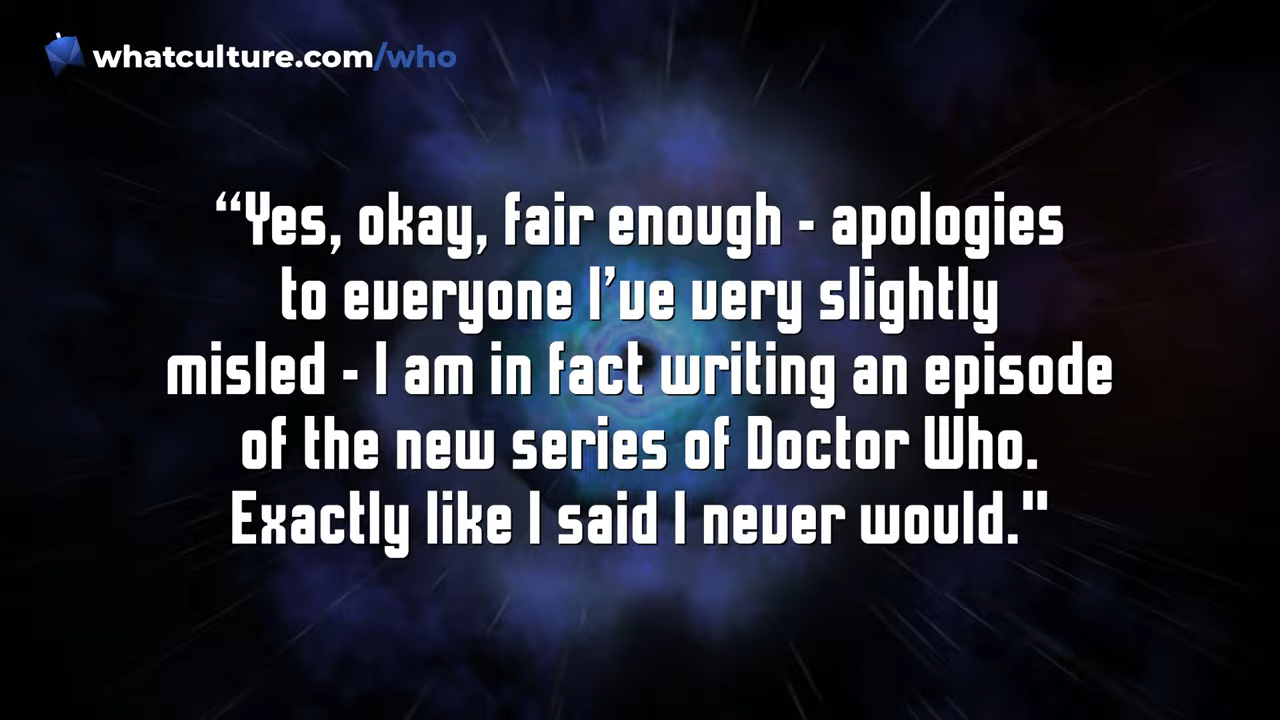 whatculture.com/who
“Yes, okay, fair enough - apologies
to everyone I’ve very slightly
misled - I am in fact writing an episode
of the new series of Doctor Who.
Exactly like I said I never would."